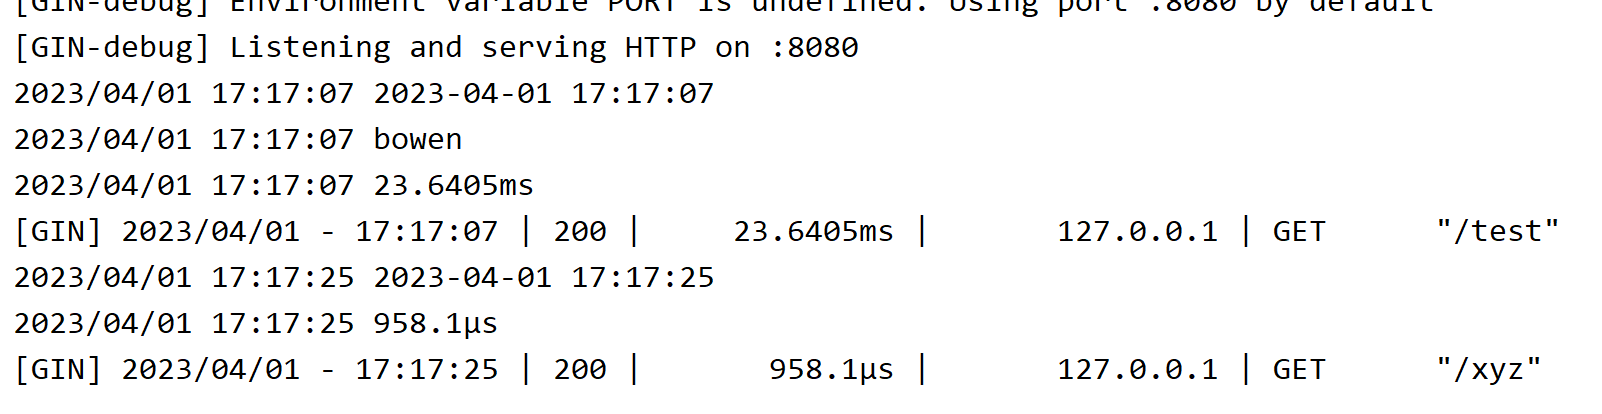 [GIN-debug] Environment variable PORT is undefined. Using port :8080 by default
[GIN-debug] Listening and serving HTTP on :8080
2023/04/01 17:17:07 2023-04-01 17:17:07
2023/04/01 17:17:07 bowen
2023/04/01 17:17:07 23.6405ms
[GIN] 2023/04/01 - 17:17:07 | 200 |     23.6405ms |       127.0.0.1 | GET      "/test"
2023/04/01 17:17:25 2023-04-01 17:17:25
2023/04/01 17:17:25 958.1µs
[GIN] 2023/04/01 - 17:17:25 | 200 |       958.1µs |       127.0.0.1 | GET      "/xyz"